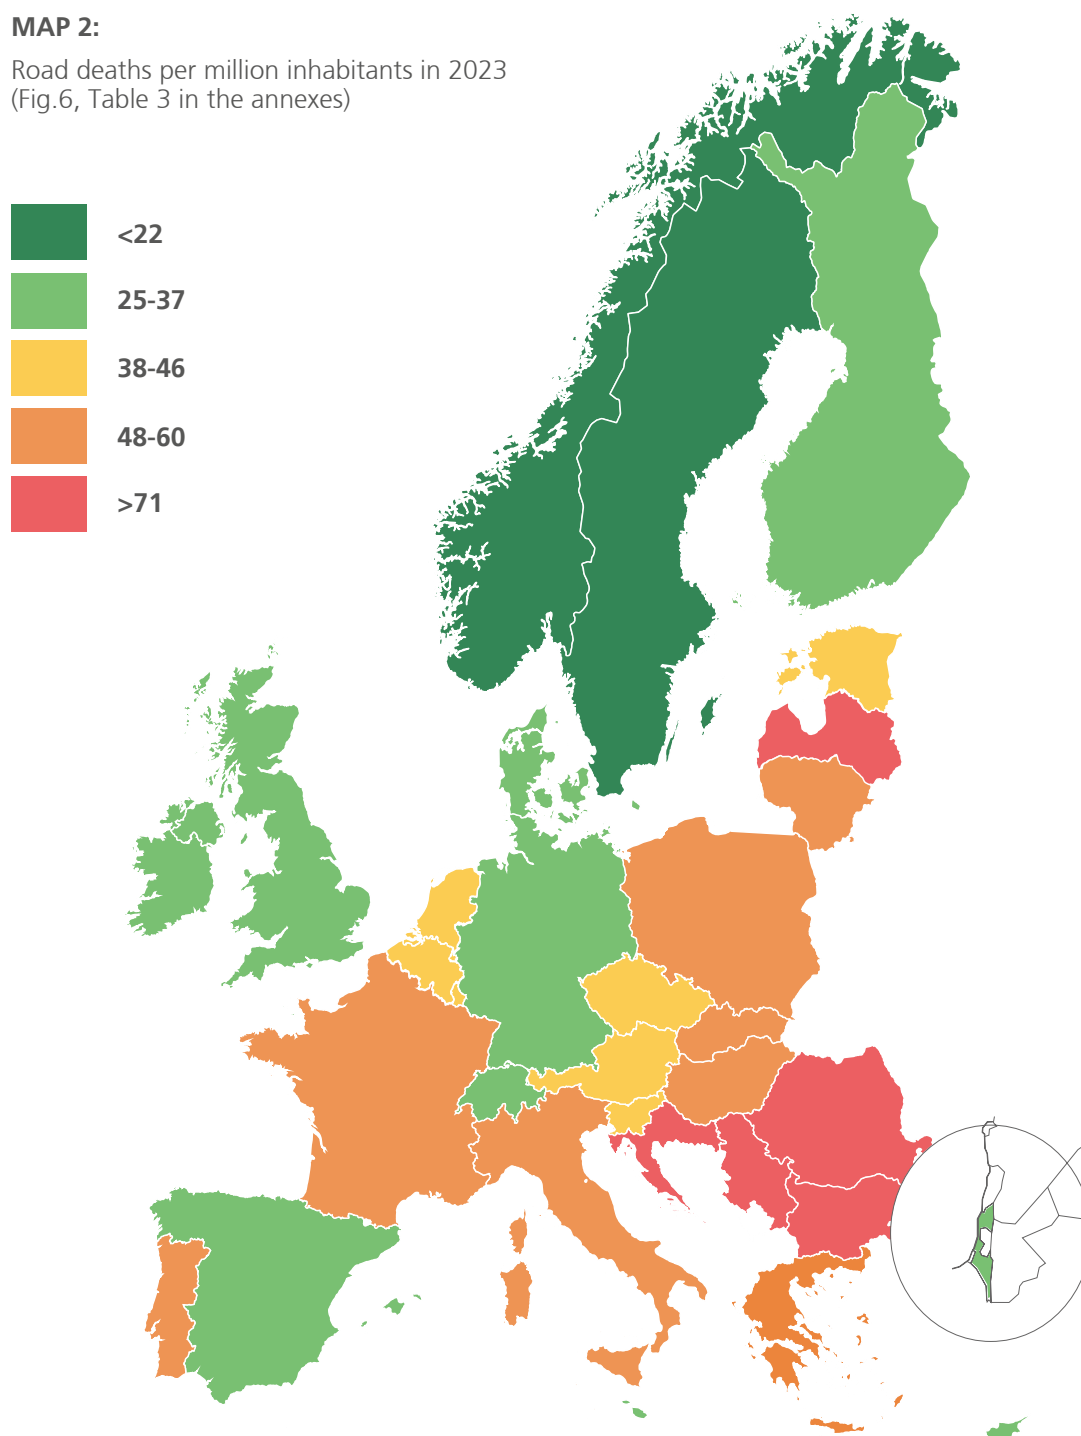 MAP 2:
Road deaths per million inhabitants in 2023
(Fig.6, Table 3 in the annexes)
<22
25-37
38-46
48-60
>71